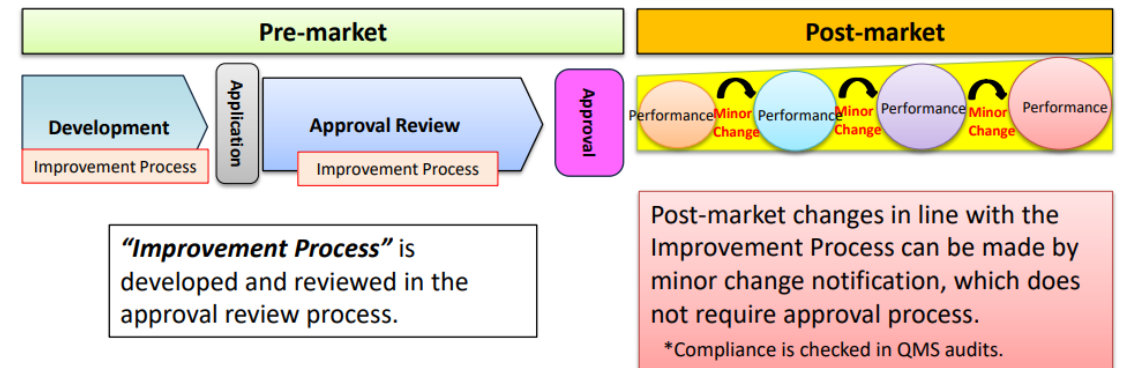 Pre-market
Post-market
Development
Improvement Process
Application
Approval Review
Improvement Process
Approval
Performance
Minor
Change
Performance
Minor
Change
Performance
Minor
Change
Performance
“Improvement Process” is
developed and reviewed in the
approval review process.
Post-market changes in line with the
Improvement Process can be made by
minor change notification, which does
not require approval process.
*Compliance is checked in QMS audits.